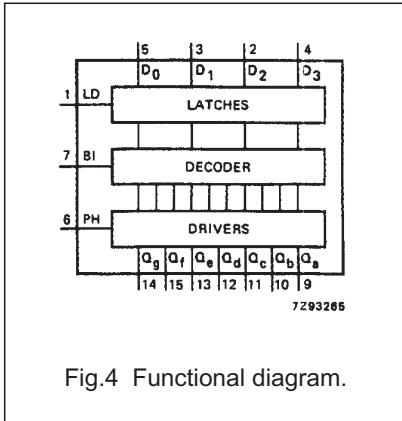 5 3 2 4
D0 D1 D2 D3
1 LD
LATCHES
7 BI
DECODER
6 PH
DRIVERS
Qg Qf Qe Qd Qc Qb Qa
14 15 13 12 11 10 9
7Z93265
Fig.4 Functional diagram.